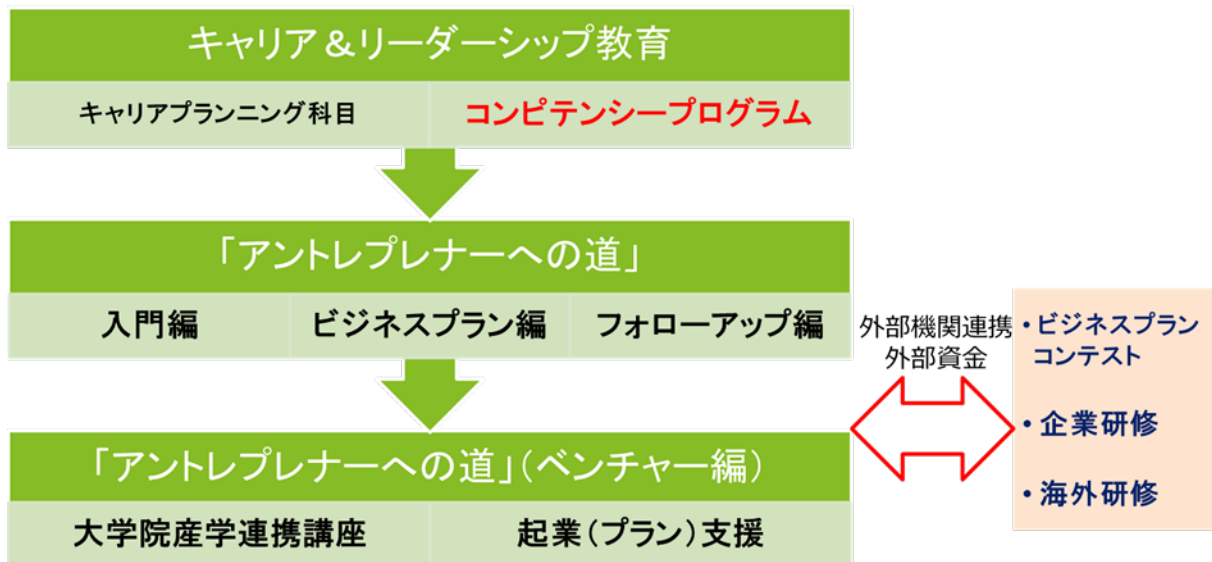 キャリア&リーダーシップ教育
キャリアプランニング科目
コンピテンシープログラム
「アントレプレナーへの道」
入門編
ビジネスプラン編
フォローアップ編
外部機関連携
外部資金
・ビジネスプラン
コンテスト
・企業研修
・海外研修
「アントレプレナーへの道」(ベンチャー編)
大学院産学連携講座
起業(プラン)支援